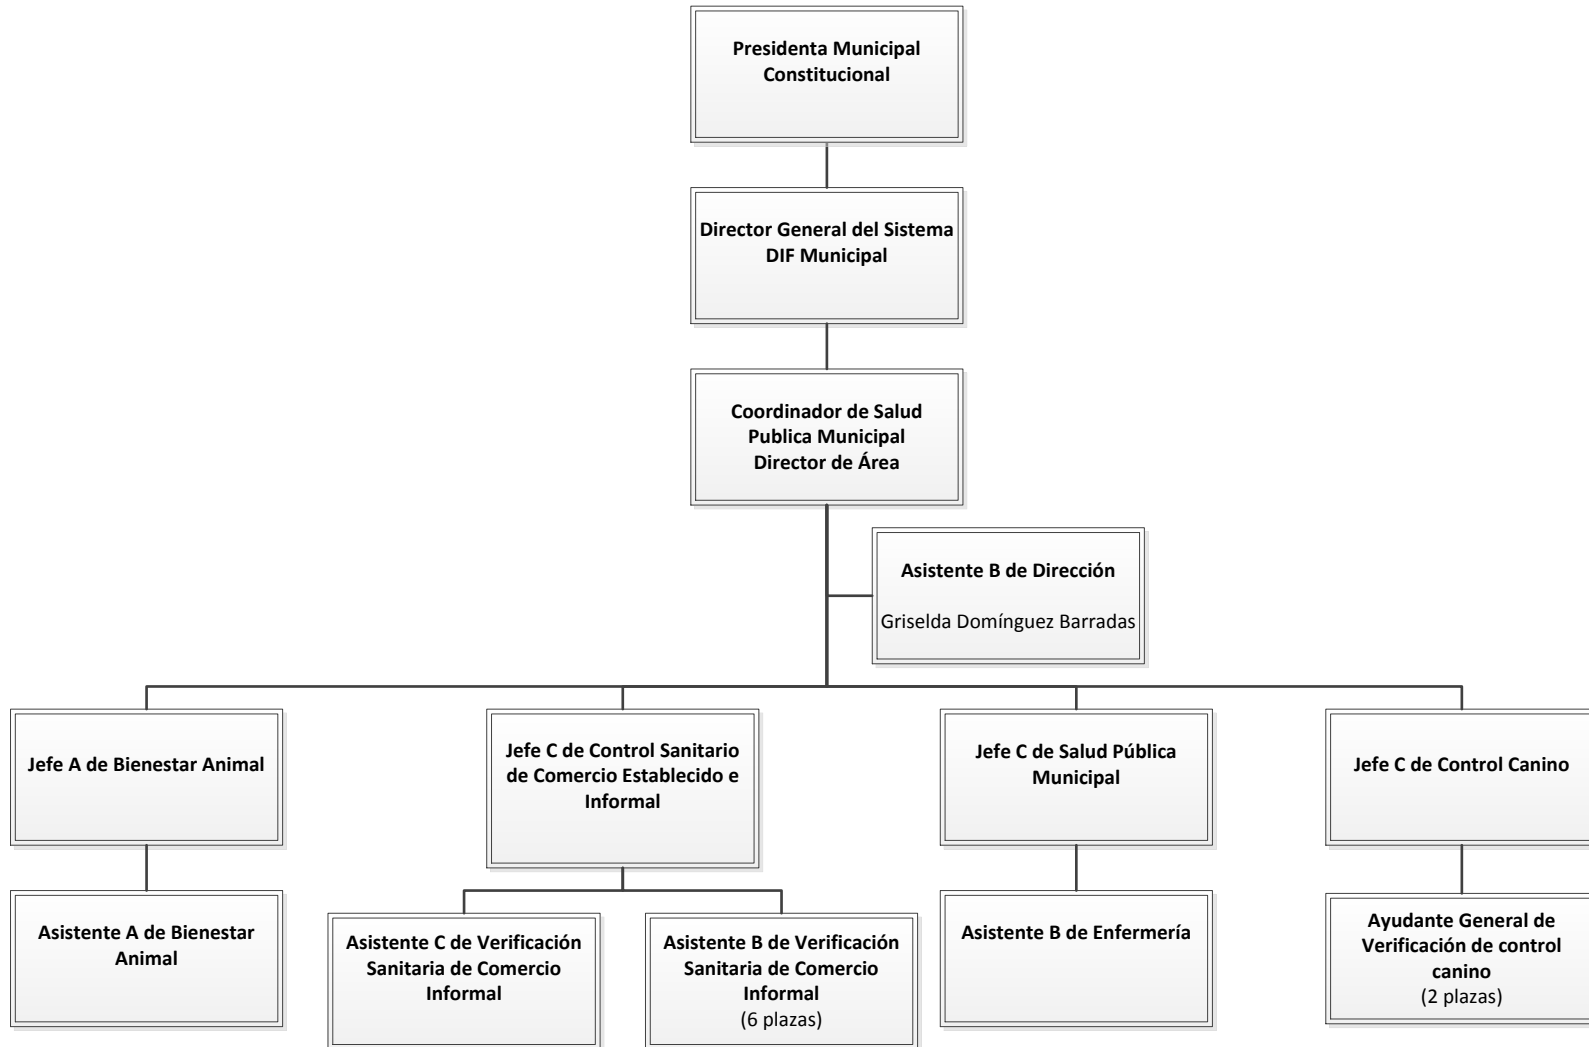 Presidenta Municipal
Constitucional
Director General del Sistema
DIF Municipal
Coordinador de Salud
Publica Municipal
Director de Área
Asistente B de Dirección
Griselda Domínguez Barradas
Jefe A de Bienestar Animal
Jefe C de Control Sanitario
de Comercio Establecido e
Informal
Jefe C de Salud Pública
Municipal
Jefe C de Control Canino
Asistente A de Bienestar
Animal
Asistente C de Verificación
Sanitaria de Comercio
Informal
Asistente B de Verificación
Sanitaria de Comercio
Informal
(6 plazas)
Asistente B de Enfermería
Ayudante General de
Verificación de control
canino
(2 plazas)